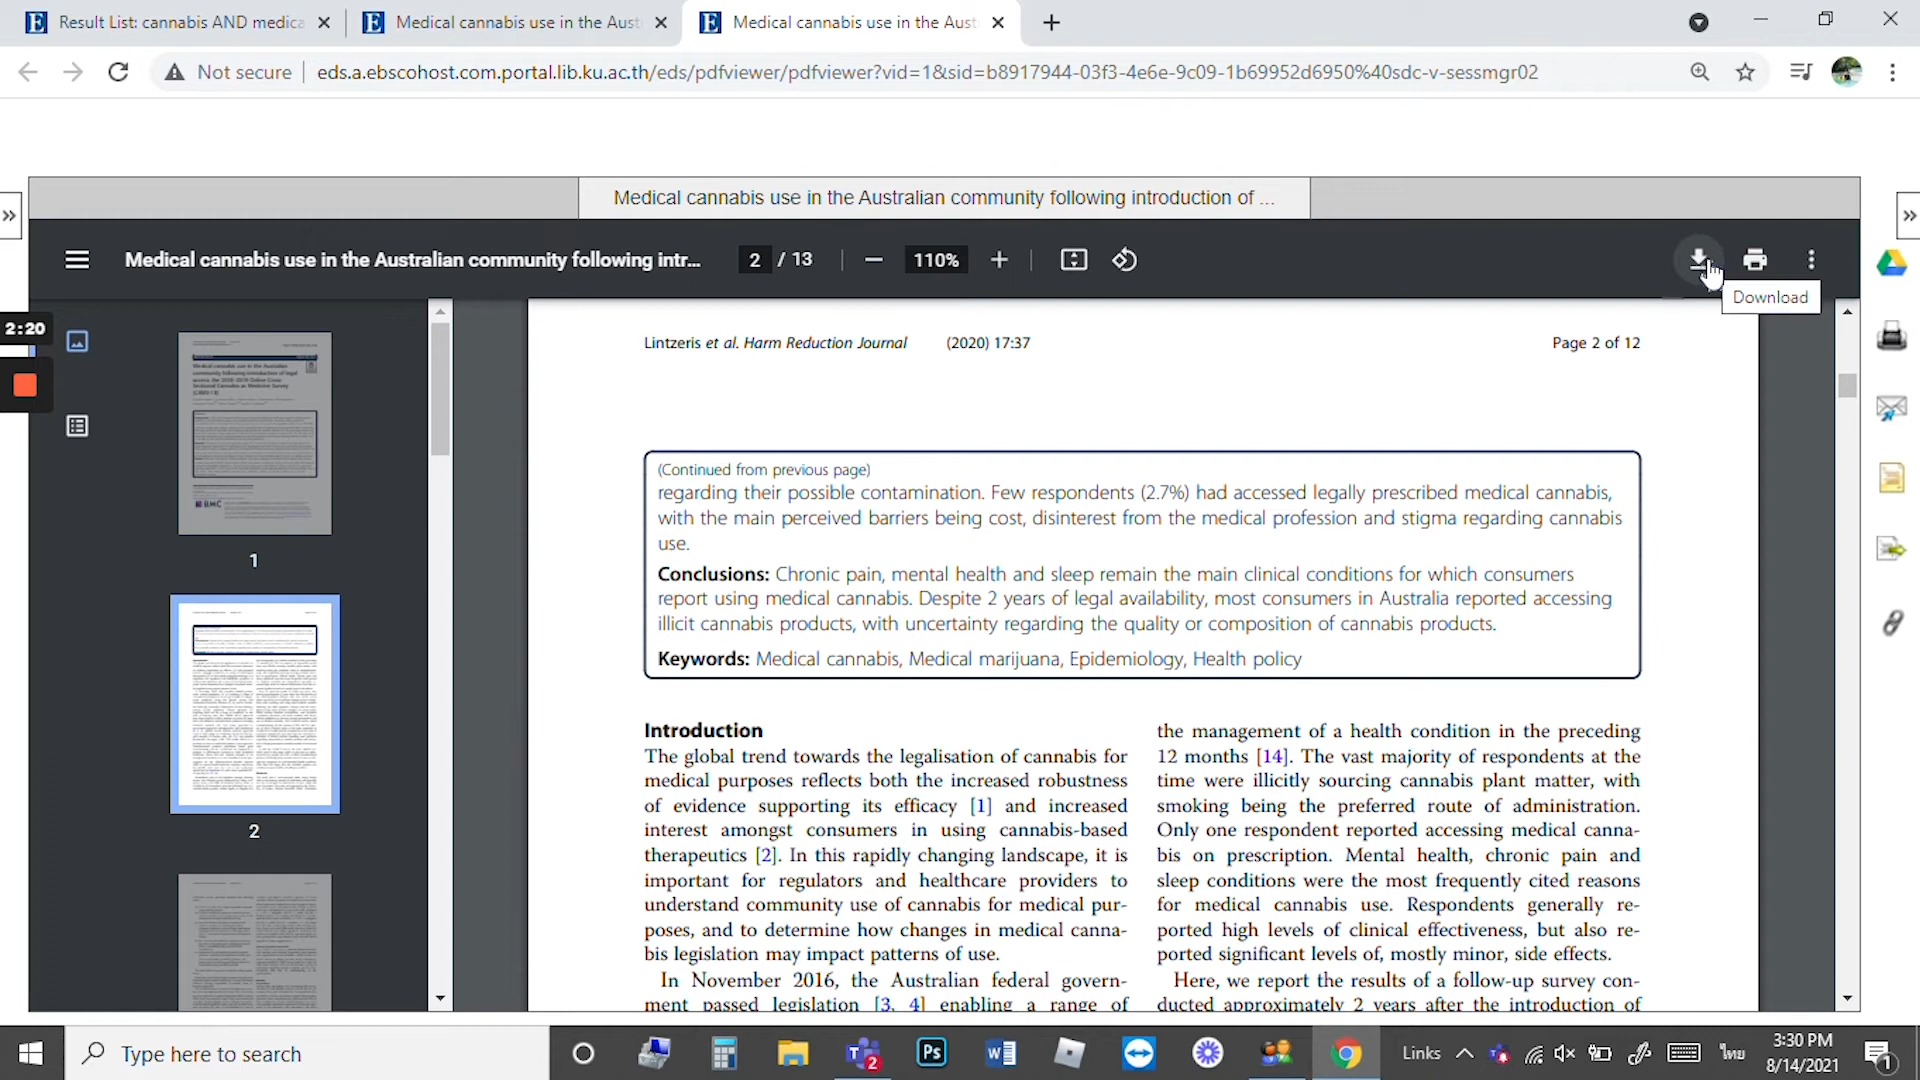 Result List: cannabis AND medica
Medical cannabis use in the Aust
Medical cannabis use in the Aust
Not secure
eds.a.ebscohost.com.portal.lib.ku.ac.th/eds/pdfviewer/pdfviewer?vid=1&sid=b8917944-03f3-4e6e-9c09-1b69952d6950%40sdc-v-sessmgr02
Medical cannabis use in the Australian community following introduction of ...
Medical cannabis use in the Australian community following intr...
2 / 13
110%
Download
2:20
1
2
Lintzeris et al. Harm Reduction Journal (2020) 17:37
Page 2 of 12
(Continued from previous page)
regarding their possible contamination. Few respondents (2.7%) had accessed legally prescribed medical cannabis,
with the main perceived barriers being cost, disinterest from the medical profession and stigma regarding cannabis
use.
Conclusions: Chronic pain, mental health and sleep remain the main clinical conditions for which consumers
report using medical cannabis. Despite 2 years of legal availability, most consumers in Australia reported accessing
illicit cannabis products, with uncertainty regarding the quality or composition of cannabis products.
Keywords: Medical cannabis, Medical marijuana, Epidemiology, Health policy
Introduction
The global trend towards the legalisation of cannabis for
medical purposes reflects both the increased robustness
of evidence supporting its efficacy [1] and increased
interest amongst consumers in using cannabis-based
therapeutics [2]. In this rapidly changing landscape, it is
important for regulators and healthcare providers to
understand community use of cannabis for medical pur-
poses, and to determine how changes in medical canna-
bis legislation may impact patterns of use.
In November 2016, the Australian federal govern-
ment passed legislation [3, 4] enabling a range of
the management of a health condition in the preceding
12 months [14]. The vast majority of respondents at the
time were illicitly sourcing cannabis plant matter, with
smoking being the preferred route of administration.
Only one respondent reported accessing medical canna-
bis on prescription. Mental health, chronic pain and
sleep conditions were the most frequently cited reasons
for medical cannabis use. Respondents generally re-
ported high levels of clinical effectiveness, but also re-
ported significant levels of, mostly minor, side effects.
Here, we report the results of a follow-up survey con-
ducted approximately 2 years after the introduction of
Type here to search
2
Ps
Links
ไทย
3:30 PM
8/14/2021
1